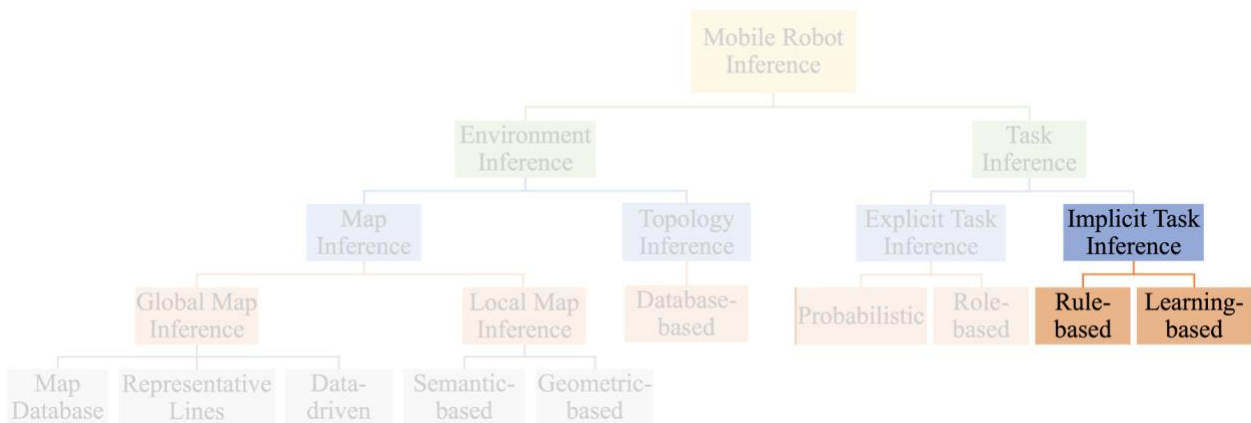 Mobile Robot
Inference
Environment
Inference
Task
Inference
Map
Inference
Topology
Inference
Explicit Task
Inference
Implicit Task
Inference
Global Map
Inference
Local Map
Inference
Database-
based
Probabilistic
Role-
based
Rule-
based
Learning-
based
Map
Database
Representative
Lines
Data-
driven
Semantic-
based
Geometric-
based